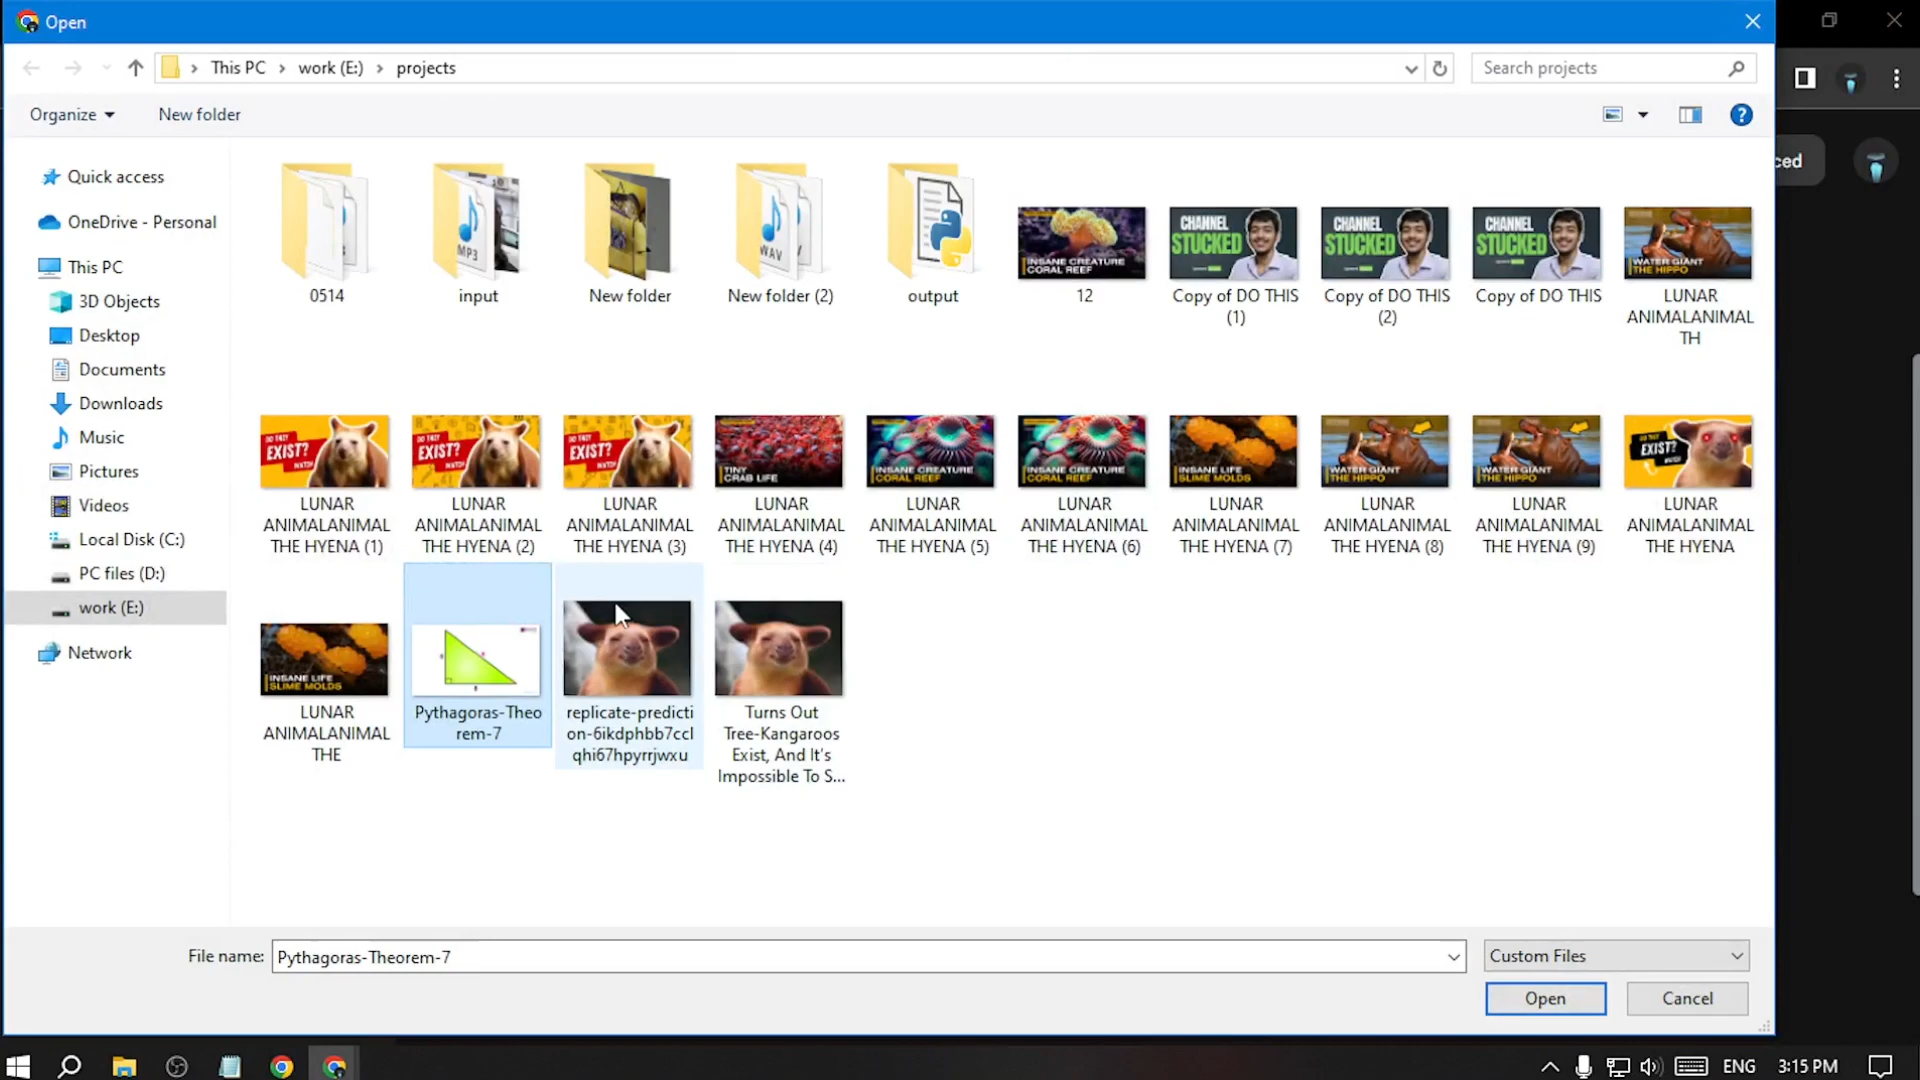 Open
This PC
work (E:)
projects
Search projects
Organize
New folder
ced
Quick access
OneDrive - Personal
This PC
3D Objects
Desktop
Documents
Downloads
Music
Pictures
Videos
Local Disk (C:)
PC files (D:)
work (E:)
Network
0514
MP3
input
New folder
WAV
New folder (2)
output
INSANE CREATURE
CORAL REEF
12
CHANNEL
STUCKED
Copy of DO THIS
(1)
CHANNEL
STUCKED
Copy of DO THIS
(2)
CHANNEL
STUCKED
Copy of DO THIS
WATER GIANT
THE HIPPO
LUNAR
ANIMALANIMAL
TH
DO THEY
EXIST?
WATCH
LUNAR
ANIMALANIMAL
THE HYENA (1)
DO THEY
EXIST?
WATCH
LUNAR
ANIMALANIMAL
THE HYENA (2)
DO THEY
EXIST?
WATCH
LUNAR
ANIMALANIMAL
THE HYENA (3)
TINY
CRAB LIFE
LUNAR
ANIMALANIMAL
THE HYENA (4)
INSANE CREATURE
CORAL REEF
LUNAR
ANIMALANIMAL
THE HYENA (5)
INSANE CREATURE
CORAL REEF
LUNAR
ANIMALANIMAL
THE HYENA (6)
INSANE LIFE
SLIME MOLDS
LUNAR
ANIMALANIMAL
THE HYENA (7)
WATER GIANT
THE HIPPO
LUNAR
ANIMALANIMAL
THE HYENA (8)
WATER GIANT
THE HIPPO
LUNAR
ANIMALANIMAL
THE HYENA (9)
DO THEY
EXIST?
WATCH
LUNAR
ANIMALANIMAL
THE HYENA
INSANE LIFE
SLIME MOLDS
LUNAR
ANIMALANIMAL
THE
Pythagoras-Theo
rem-7
replicate-predicti
on-6ikdphbb7ccl
qhi67hpyrrjwxu
Turns Out
Tree-Kangaroos
Exist, And It's
Impossible To S...
File name:
Pythagoras-Theorem-7
Custom Files
Open
Cancel
ENG
3:15 PM